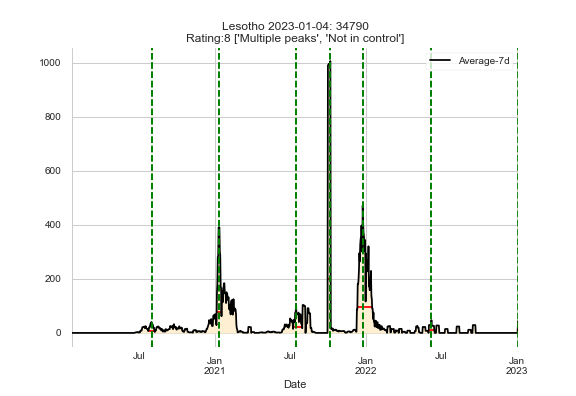 Lesotho 2023-01-04: 34790
Rating:8 ['Multiple peaks', 'Not in control']
Average-7d
1000
800
600
400
200
0
Jul
Jan
2021
Jul
Jan
2022
Jul
Jan
2023
Date